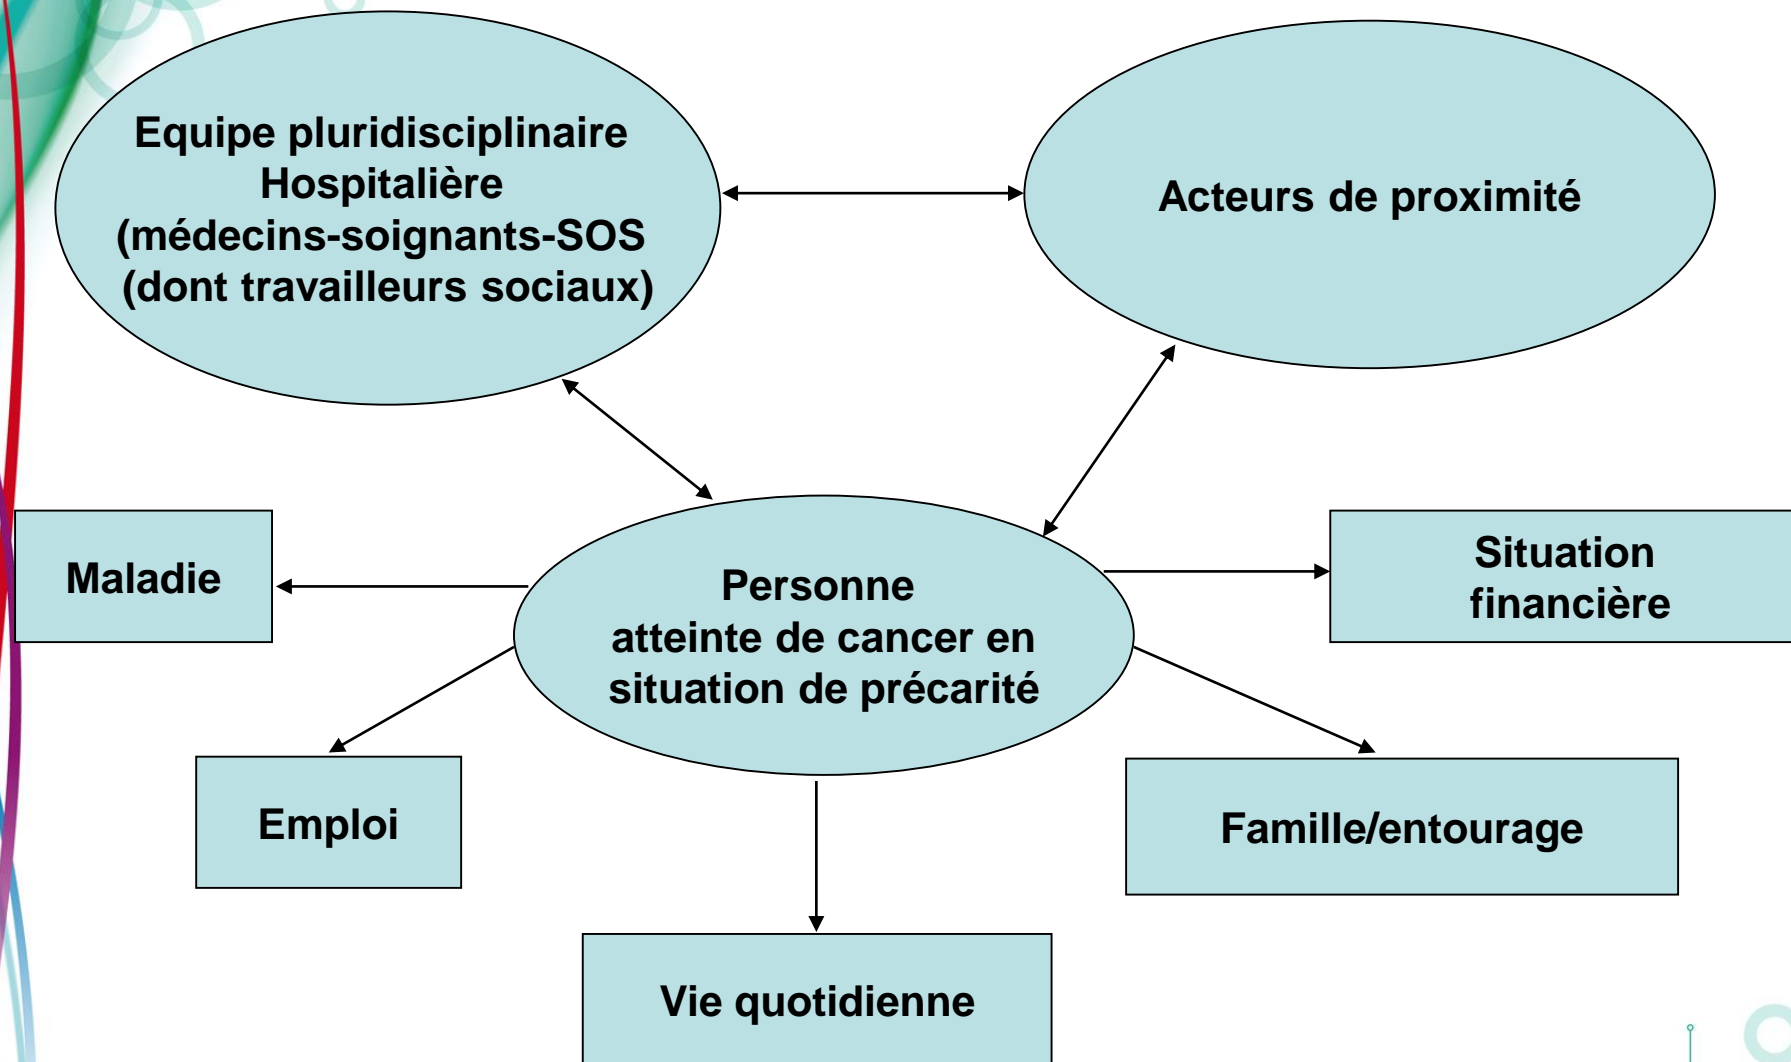 Equipe pluridisciplinaire
Hospitalière
(médecins-soignants-SOS
(dont travailleurs sociaux)
Acteurs de proximité
Maladie
Personne
atteinte de cancer en
situation de précarité
Situation
financière
Emploi
Famille/entourage
Vie quotidienne